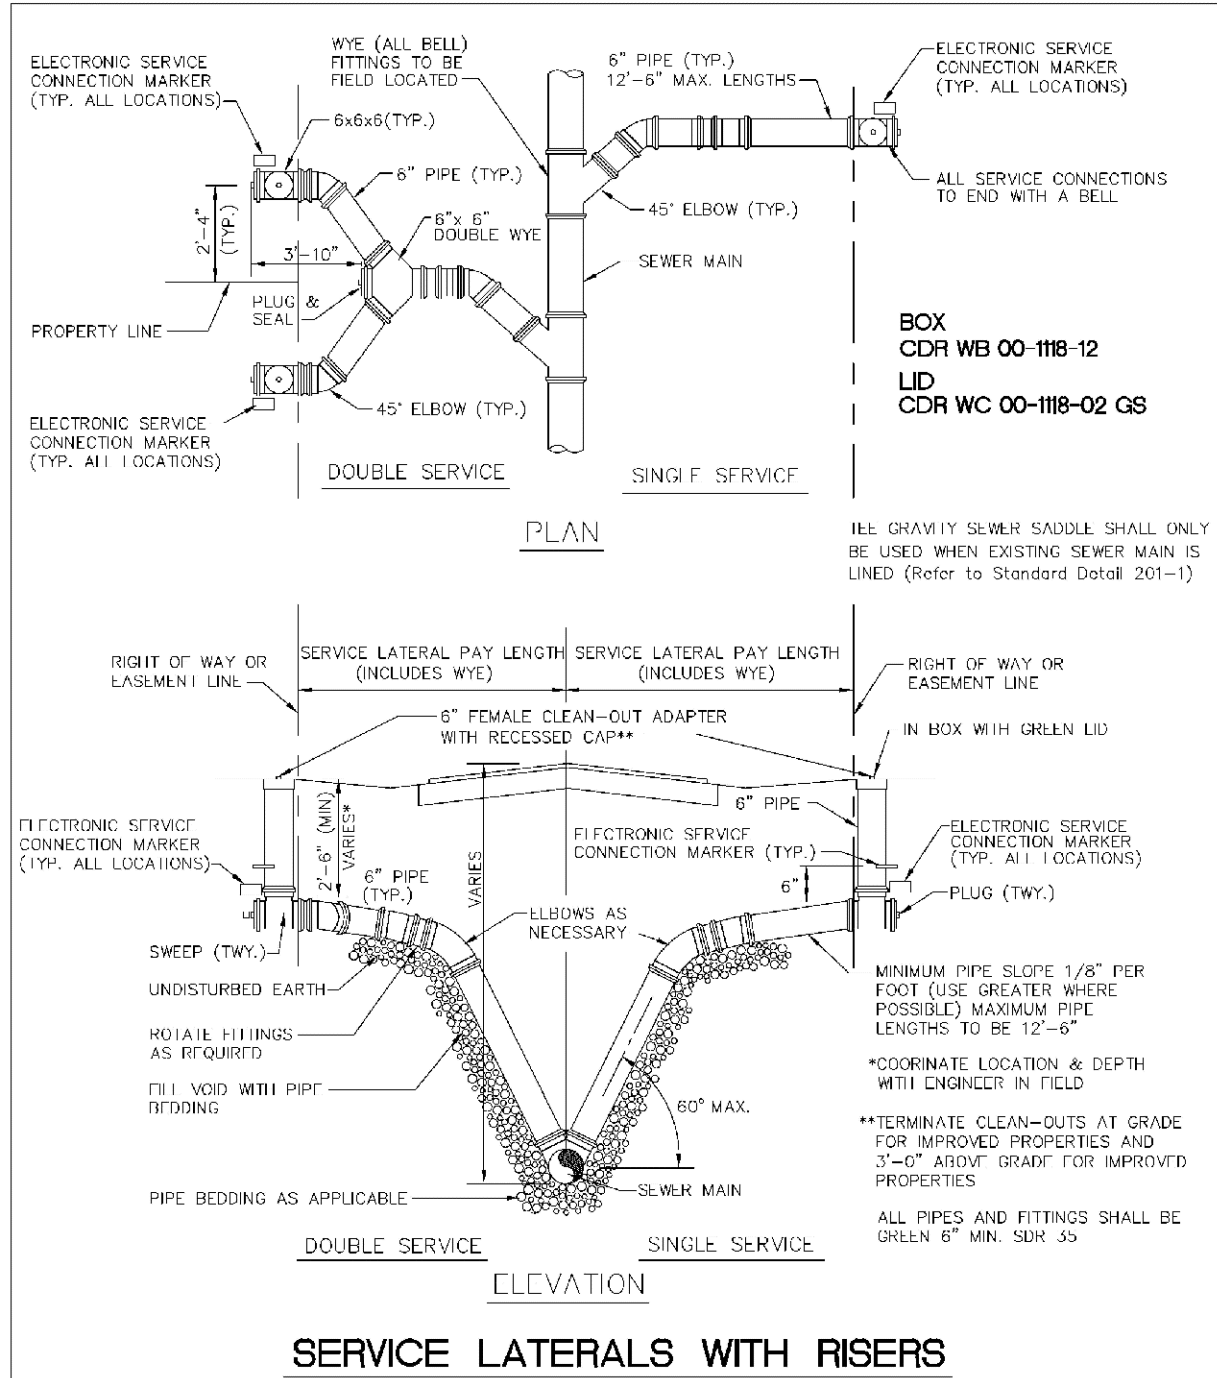 ELECTRONIC SERVICE
CONNECTION MARKER
(TYP. ALL LOCATIONS)
WYE (ALL BELL)
FITTINGS TO BE
FIELD LOCATED
6" PIPE (TYP.)
12'-6" MAX. LENGTHS
ELECTRONIC SERVICE
CONNECTION MARKER
(TYP. ALL LOCATIONS)
6x6x6(TYP.)
6" PIPE (TYP.)
6"x 6"
DOUBLE WYE
45° ELBOW (TYP.)
ALL SERVICE CONNECTIONS
TO END WITH A BELL
2'-4"
(TYP.)
3'-10"
PLUG &
SEAL
SEWER MAIN
PROPERTY LINE
BOX
CDR WB 00-1118-12
LID
CDR WC 00-1118-02 GS
ELECTRONIC SERVICE
CONNECTION MARKER
(TYP. ALL LOCATIONS)
45° ELBOW (TYP.)
DOUBLE SERVICE
SINGLE SERVICE
PLAN
TEE GRAVITY SEWER SADDLE SHALL ONLY
BE USED WHEN EXISTING SEWER MAIN IS
LINED (Refer to Standard Detail 201-1)
RIGHT OF WAY OR
EASEMENT LINE
SERVICE LATERAL PAY LENGTH
(INCLUDES WYE)
SERVICE LATERAL PAY LENGTH
(INCLUDES WYE)
RIGHT OF WAY OR
EASEMENT LINE
6" FEMALE CLEAN-OUT ADAPTER
WITH RECESSED CAP**
IN BOX WITH GREEN LID
ELECTRONIC SERVICE
CONNECTION MARKER
(TYP. ALL LOCATIONS)
2'-6" (MIN)
VARIES*
6" PIPE
(TYP.)
VARIES
6" PIPE
ELECTRONIC SERVICE
CONNECTION MARKER (TYP.)
6"
ELECTRONIC SERVICE
CONNECTION MARKER
(TYP. ALL LOCATIONS)
PLUG (TWY.)
ELBOWS AS
NECESSARY
SWEEP (TWY.)
UNDISTURBED EARTH
ROTATE FITTINGS
AS REQUIRED
FILL VOID WITH PIPE
BEDDING
MINIMUM PIPE SLOPE 1/8" PER
FOOT (USE GREATER WHERE
POSSIBLE) MAXIMUM PIPE
LENGTHS TO BE 12'-6"
*COORINATE LOCATION & DEPTH
WITH ENGINEER IN FIELD
60° MAX.
**TERMINATE CLEAN-OUTS AT GRADE
FOR IMPROVED PROPERTIES AND
3'-0" ABOVE GRADE FOR IMPROVED
PROPERTIES
PIPE BEDDING AS APPLICABLE
SEWER MAIN
ALL PIPES AND FITTINGS SHALL BE
GREEN 6" MIN. SDR 35
DOUBLE SERVICE
SINGLE SERVICE
ELEVATION
SERVICE LATERALS WITH RISERS